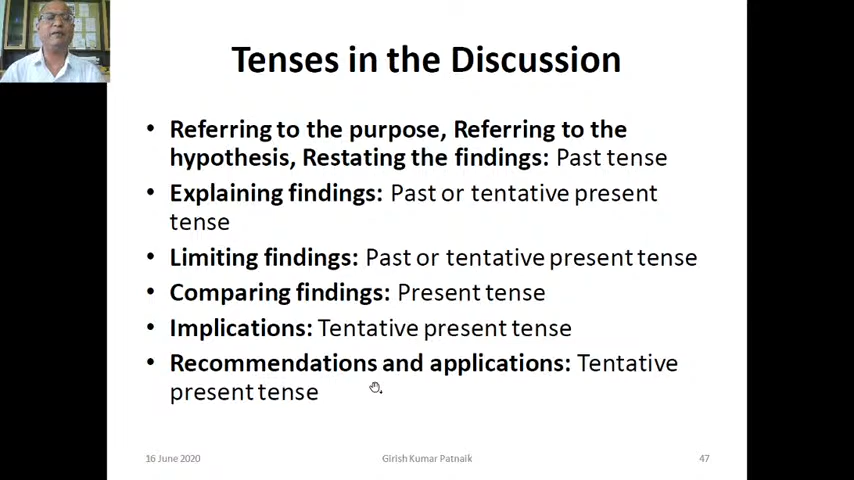 Tenses in the Discussion
• Referring to the purpose, Referring to the
hypothesis, Restating the findings: Past tense
• Explaining findings: Past or tentative present
tense
• Limiting findings: Past or tentative present tense
• Comparing findings: Present tense
• Implications: Tentative present tense
• Recommendations and applications: Tentative
present tense
16 June 2020
Girish Kumar Patnaik
47